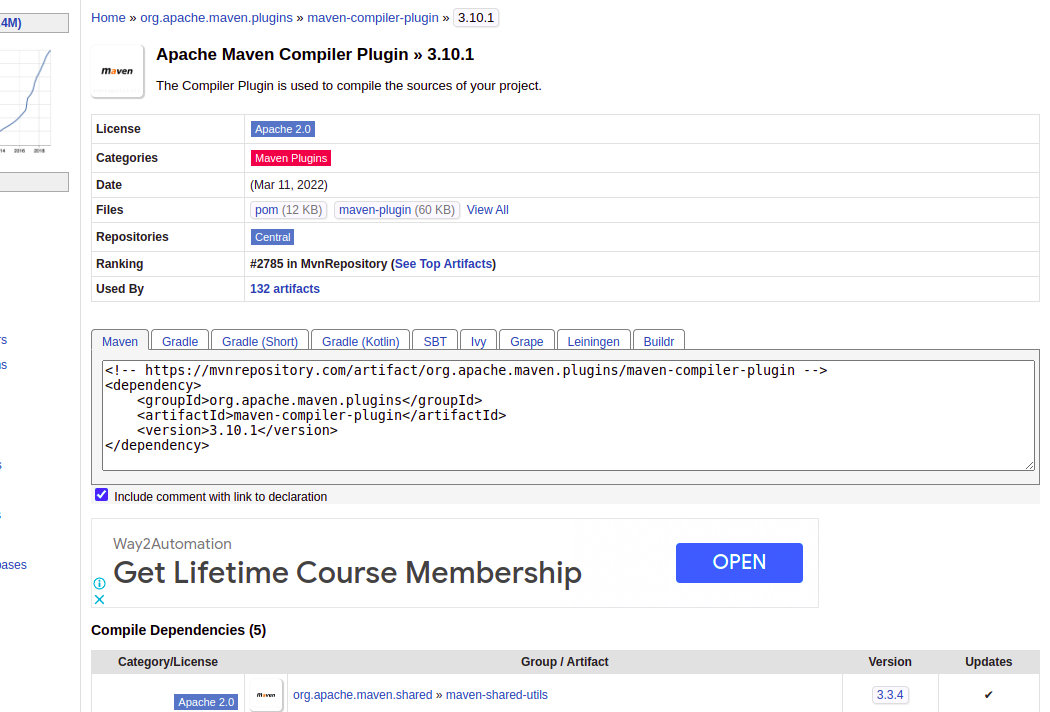 .4M)
Home » org.apache.maven.plugins » maven-compiler-plugin » 3.10.1
maven
Apache Maven Compiler Plugin » 3.10.1
The Compiler Plugin is used to compile the sources of your project.
14 2016 2018
License Apache 2.0
Categories Maven Plugins
Date (Mar 11, 2022)
Files pom (12 KB) maven-plugin (60 KB) View All
Repositories Central
Ranking #2785 in MvnRepository (See Top Artifacts)
Used By 132 artifacts
Maven Gradle Gradle (Short) Gradle (Kotlin) SBT Ivy Grape Leiningen Buildr
<!-- https://mvnrepository.com/artifact/org.apache.maven.plugins/maven-compiler-plugin -->
<dependency>
    <groupId>org.apache.maven.plugins</groupId>
    <artifactId>maven-compiler-plugin</artifactId>
    <version>3.10.1</version>
</dependency>
Include comment with link to declaration
Way2Automation
Get Lifetime Course Membership
OPEN
Compile Dependencies (5)
Category/License Group / Artifact Version Updates
Apache 2.0 maven org.apache.maven.shared » maven-shared-utils 3.3.4 ✔